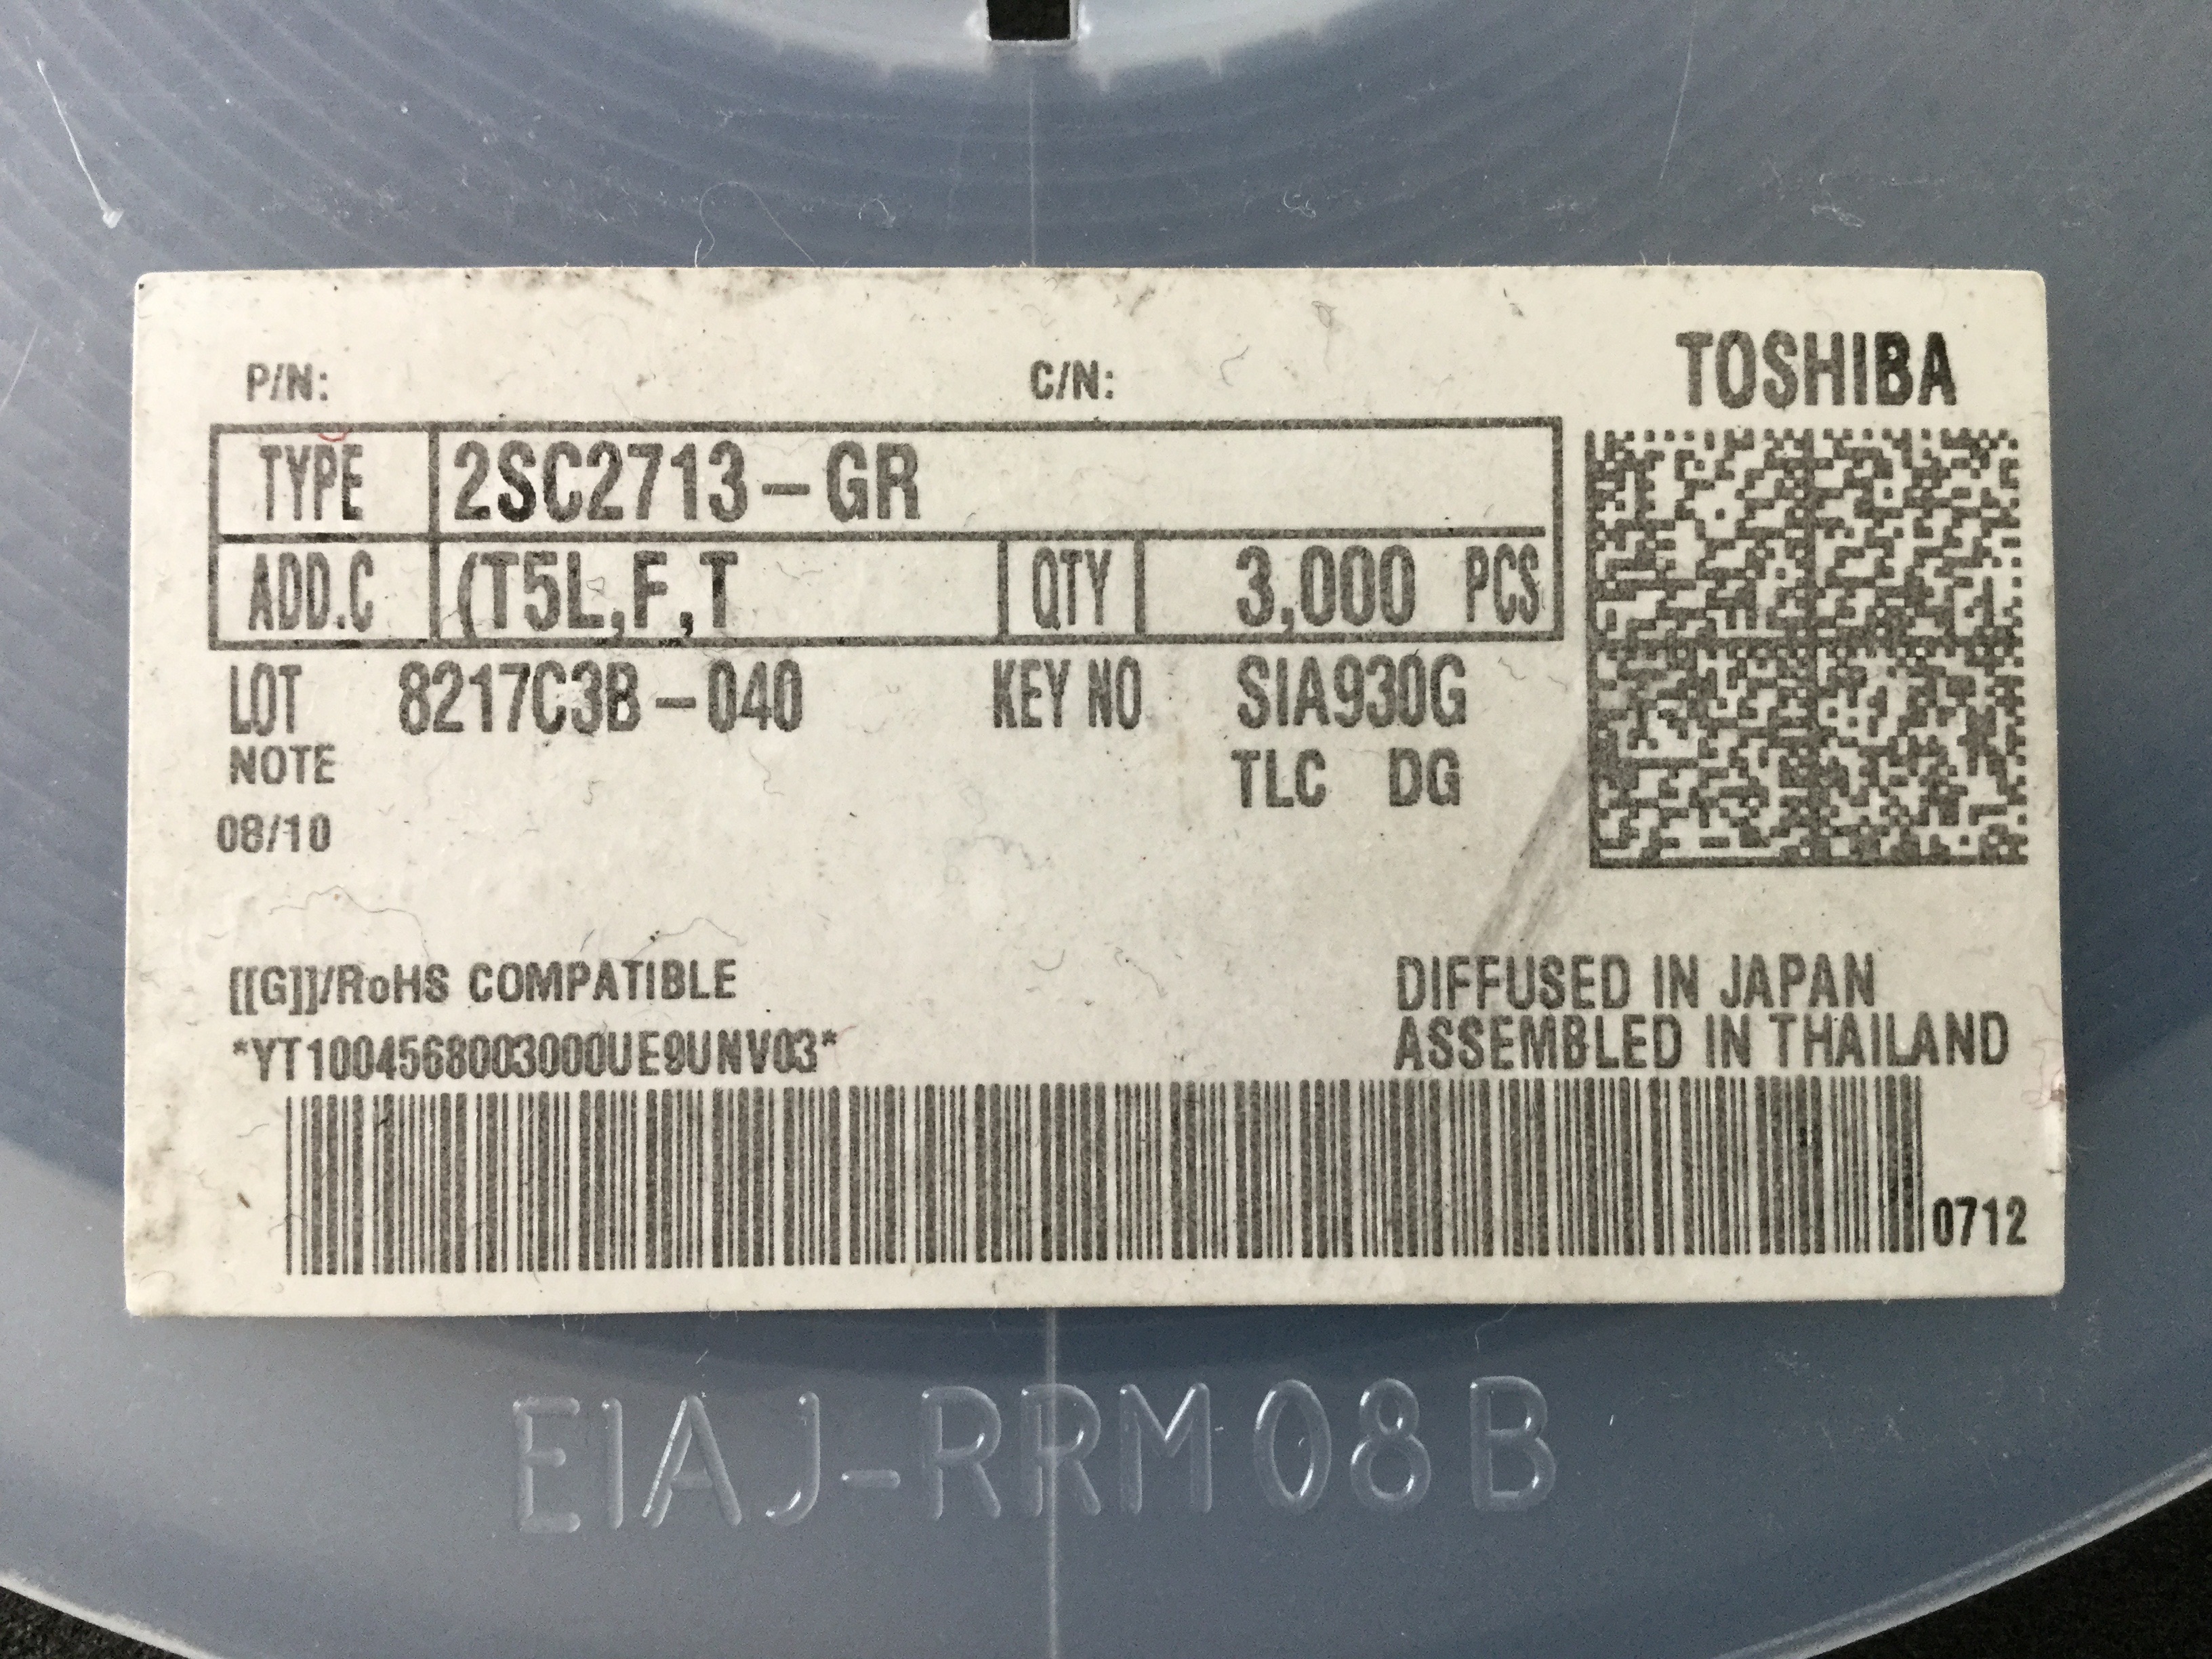 P/N: C/N: TOSHIBA
TYPE 2SC2713-GR
ADD.C (T5L,F,T QTY 3,000 PCS
LOT 8217C3B-040 KEY NO SIA930G
NOTE TLC DG
08/10
[[G]]/RoHS COMPATIBLE DIFFUSED IN JAPAN
*YT1004568003000UE9UNV03* ASSEMBLED IN THAILAND
0712
EIAJ-RRM08B